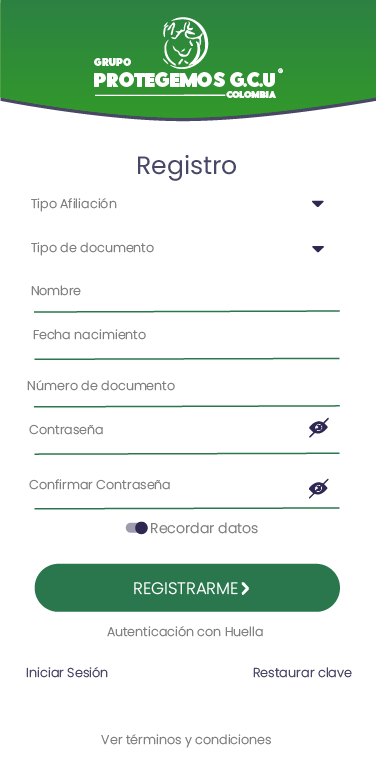 GRUPO
PROTEGEMOS G.C.U®
COLOMBIA
Registro
Tipo Afiliación
Tipo de documento
Nombre
Fecha nacimiento
Número de documento
Contraseña
Confirmar Contraseña
Recordar datos
REGISTRARME
Autenticación con Huella
Iniciar Sesión
Restaurar clave
Ver términos y condiciones